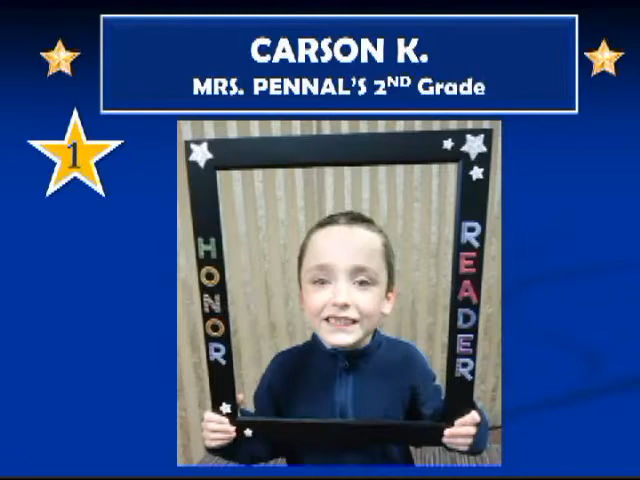 CARSON K.
MRS. PENNAL'S 2ND Grade
1
HONOR
READER